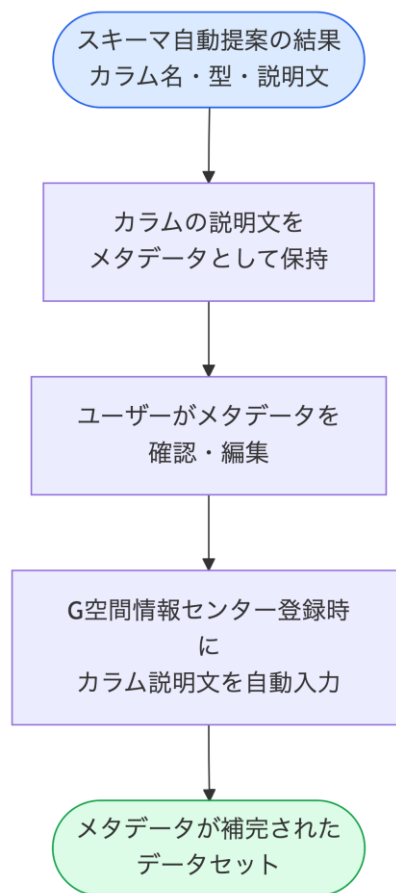 スキーマ自動提案の結果
カラム名・型・説明文
カラムの説明文を
メタデータとして保持
ユーザーがメタデータを
確認・編集
G空間情報センター登録時
に
カラム説明文を自動入力
メタデータが補完された
データセット